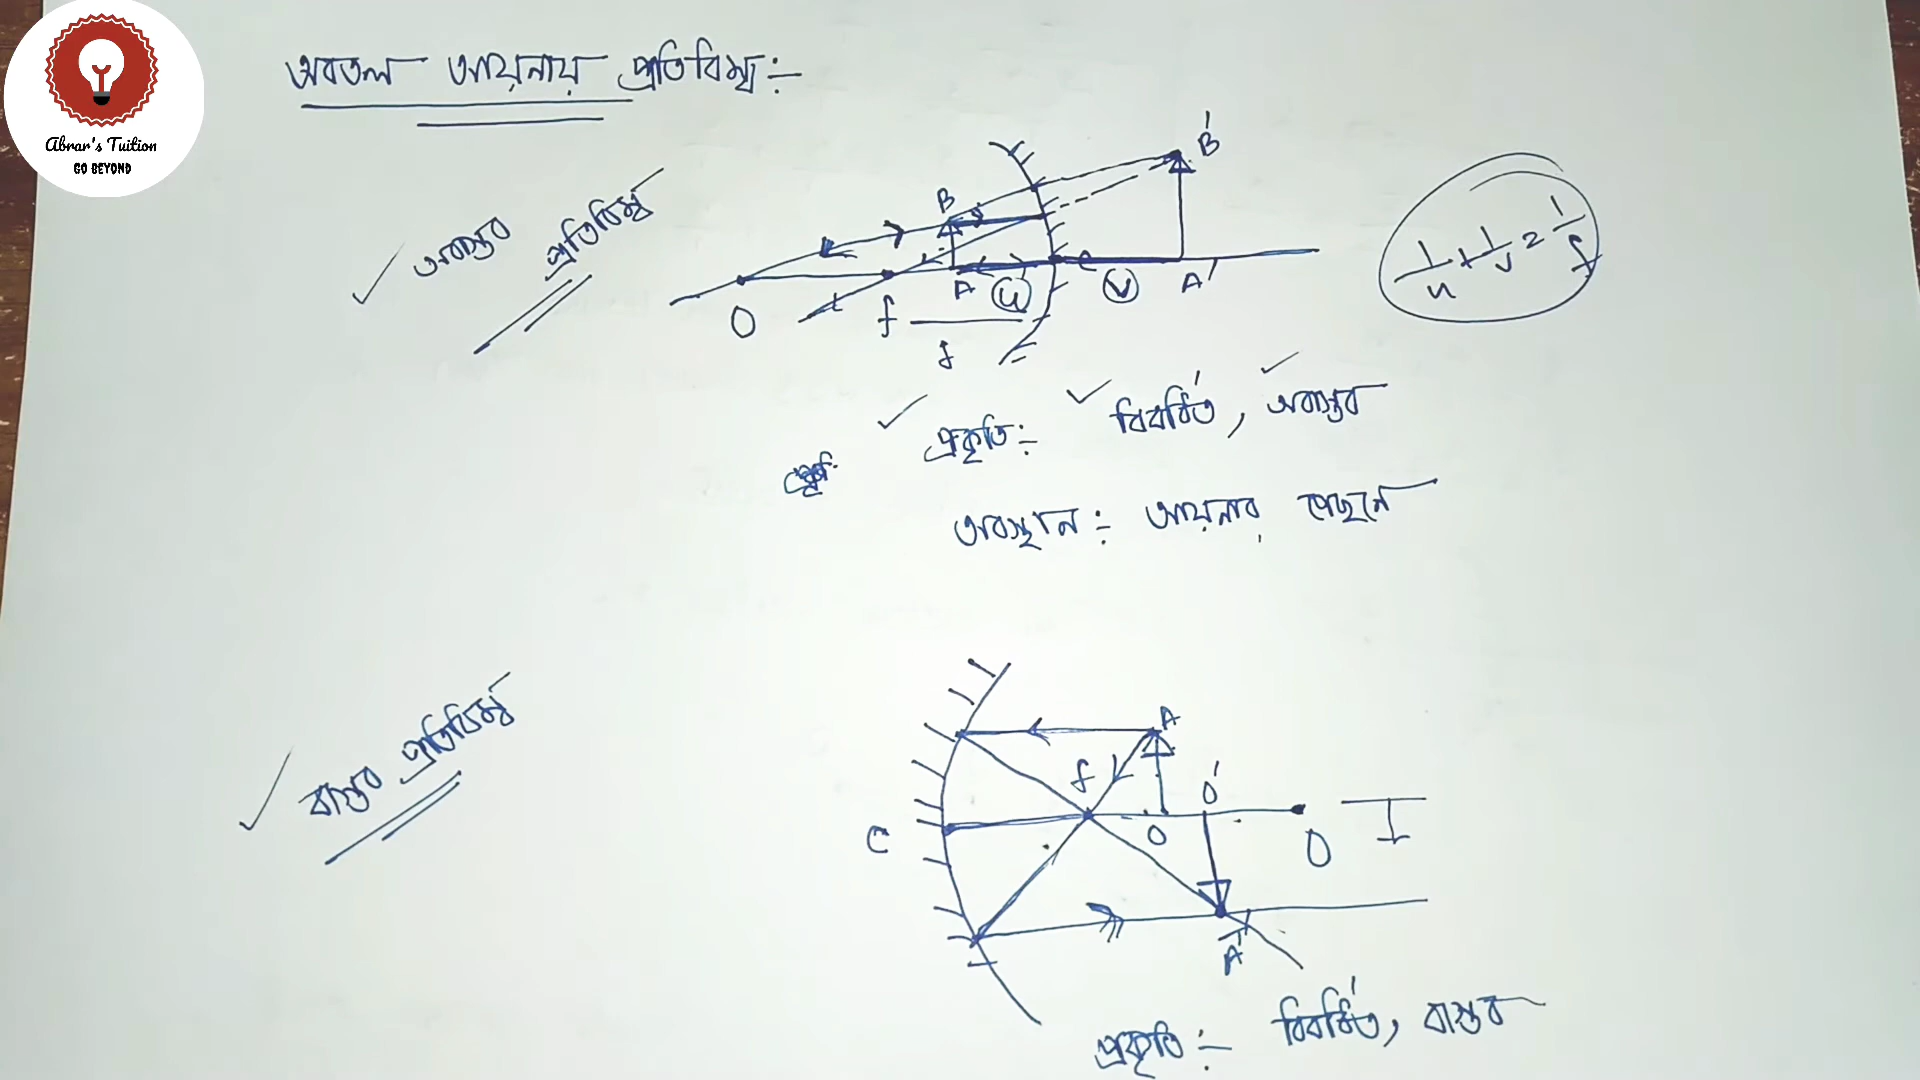 Abrar's Tuition
GO BEYOND
অবতল আয়নায় প্রতিবিম্ব :-
অবাস্তব প্রতিবিম্ব
B
B'
O
f
A
u
v
A'
f
1/u + 1/v = 1/f
প্রকৃতি :- বিবর্ধিত, অবাস্তব
অবস্থান :- আয়নার পেছনে
বাস্তব প্রতিবিম্ব
A
f
O'
C
O
O
I
A'
প্রকৃতি :- বিবর্ধিত, বাস্তব